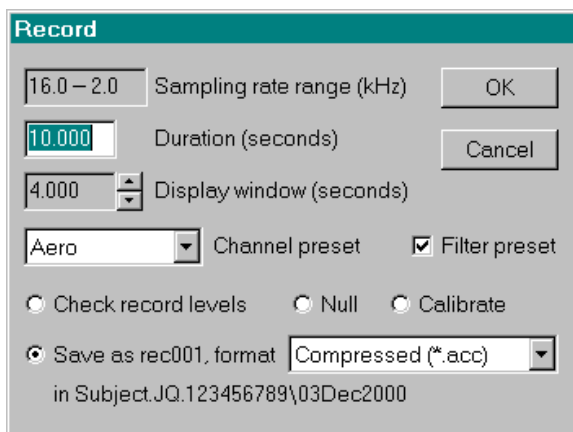 Record
16.0 – 2.0 Sampling rate range (kHz) OK
10.000 Duration (seconds)
Cancel
4.000 Display window (seconds)
Aero Channel preset Filter preset
Check record levels Null Calibrate
Save as rec001, format Compressed (*.acc)
in Subject.JQ.123456789\03Dec2000